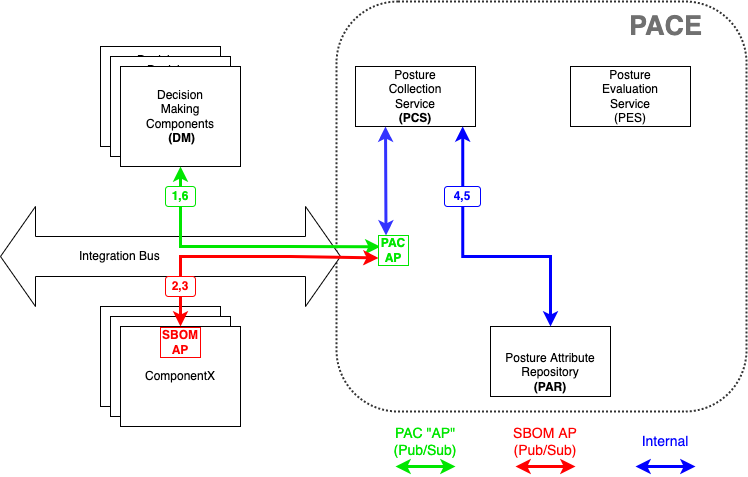 PACE
Decision
Making
Components
(DM)
Posture
Collection
Service
(PCS)
Posture
Evaluation
Service
(PES)
1,6
4,5
PAC
AP
Integration Bus
2,3
SBOM
AP
ComponentX
Posture Attribute
Repository
(PAR)
PAC "AP"
(Pub/Sub)
SBOM AP
(Pub/Sub)
Internal